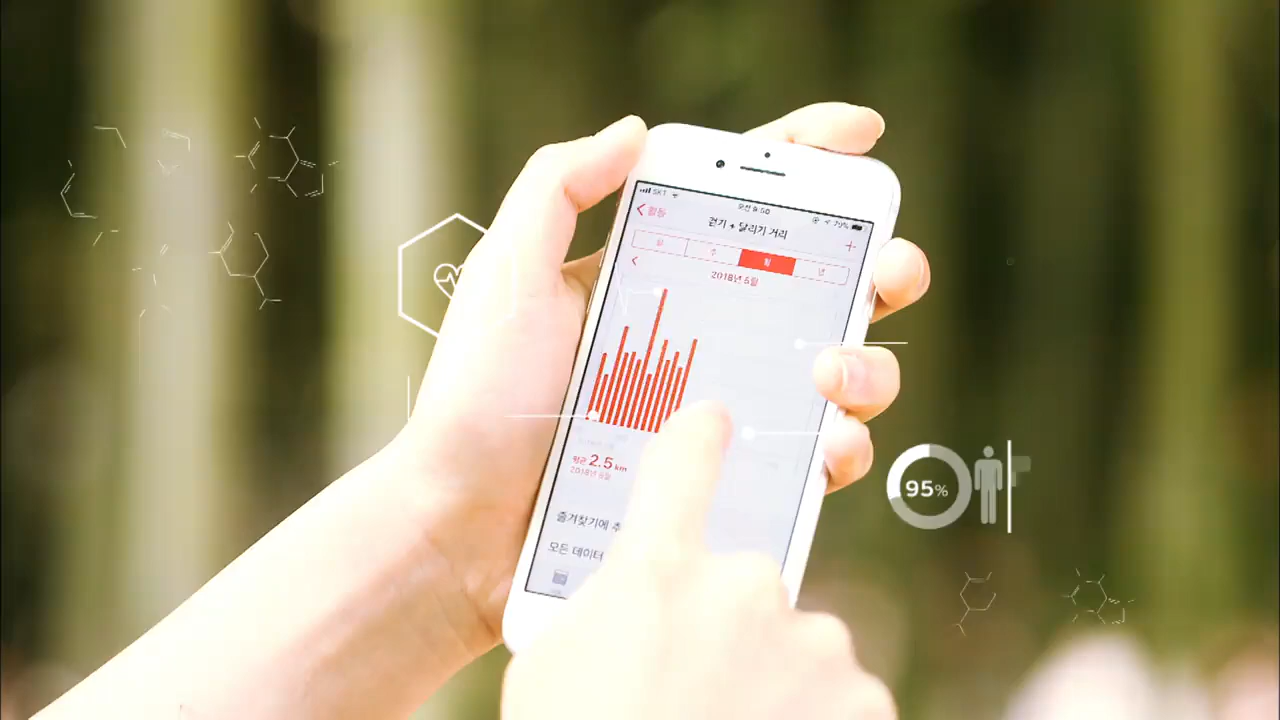 SKT
오전 9:50
79%
활동
걷기 + 달리기 거리
+
일
주
월
년
2018년 5월
평균 2.5 km
2018년 5월
즐겨찾기에 추
모든 데이터
95%